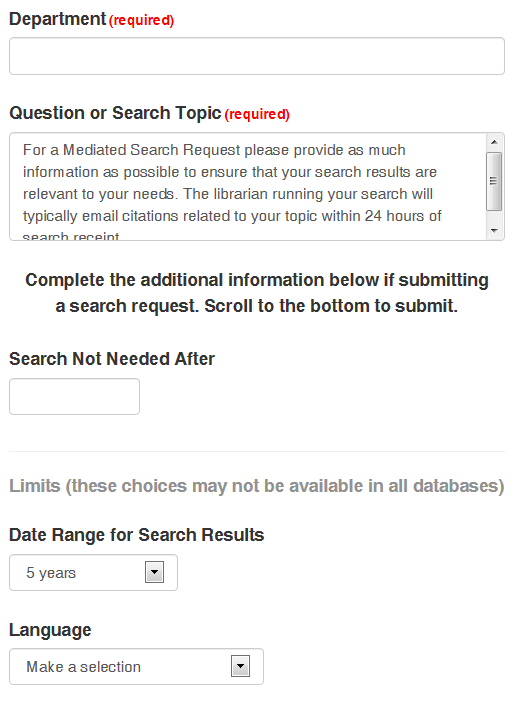 Department (required)
Question or Search Topic (required)
For a Mediated Search Request please provide as much
information as possible to ensure that your search results are
relevant to your needs. The librarian running your search will
typically email citations related to your topic within 24 hours of
search receipt
Complete the additional information below if submitting
a search request. Scroll to the bottom to submit.
Search Not Needed After
Limits (these choices may not be available in all databases)
Date Range for Search Results
5 years
Language
Make a selection